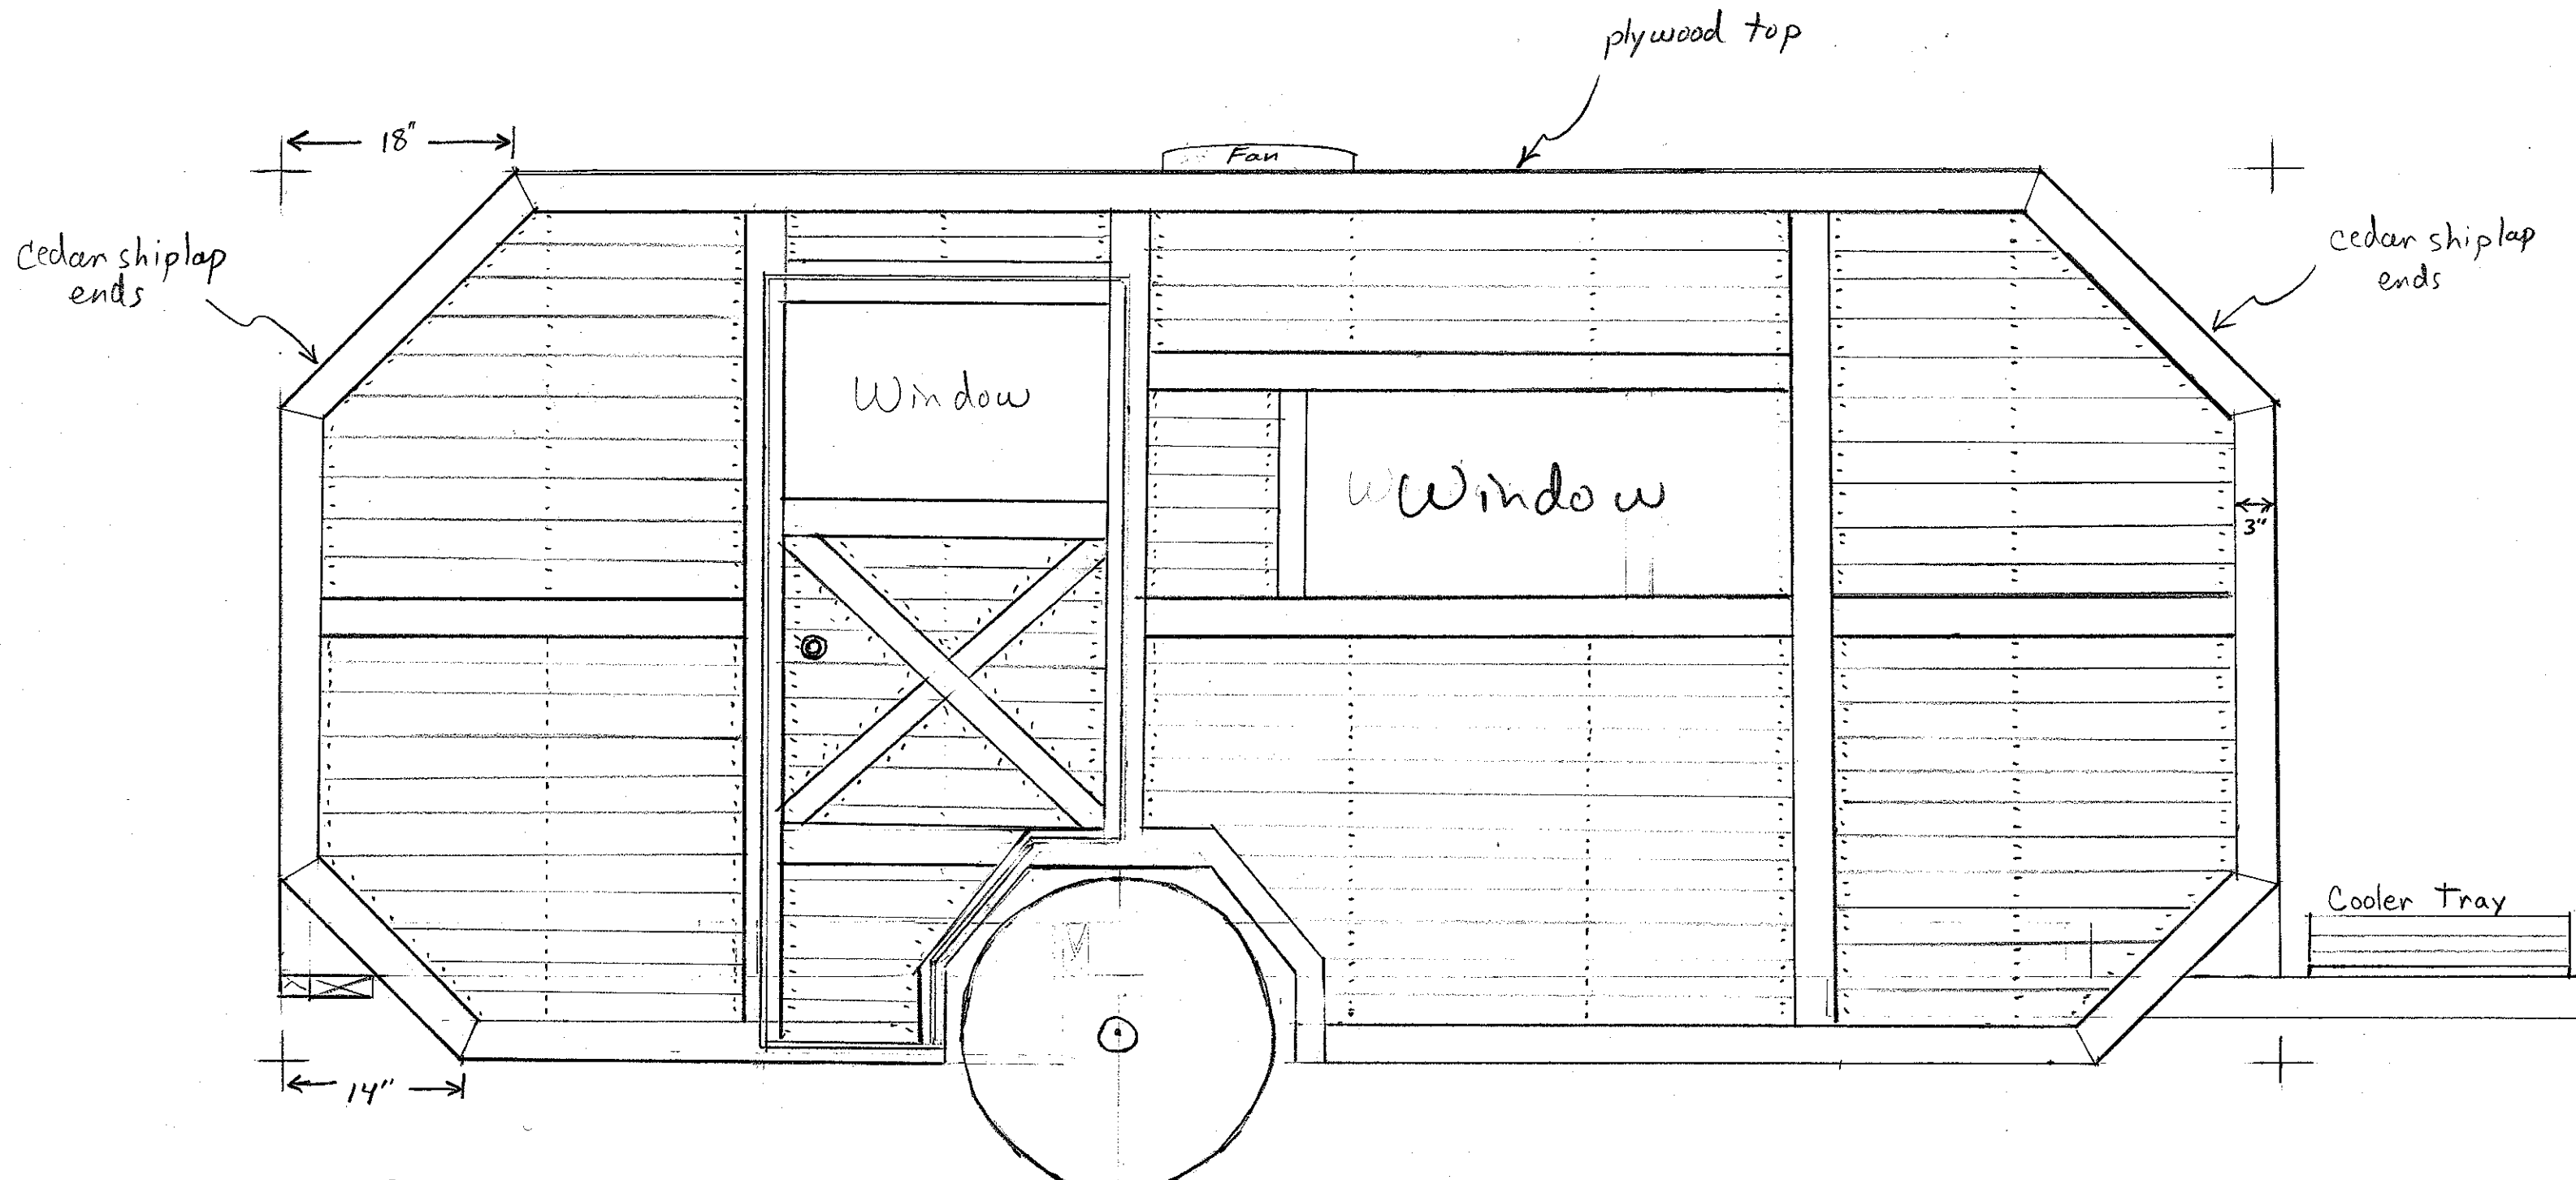 plywood top
18"
Fan
cedar shiplap
ends
cedar shiplap
ends
Window
Window
3"
Cooler Tray
14"